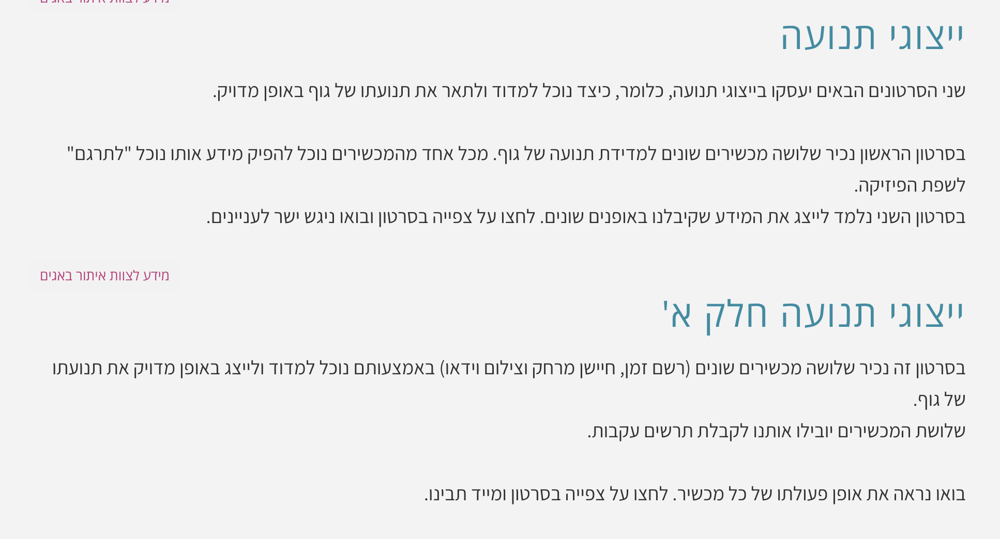 מידע לצוות איתור באגים
ייצוגי תנועה
שני הסרטונים הבאים יעסקו בייצוגי תנועה, כלומר, כיצד נוכל למדוד ולתאר את תנועתו של גוף באופן מדויק.
בסרטון הראשון נכיר שלושה מכשירים שונים למדידת תנועה של גוף. מכל אחד מהמכשירים נוכל להפיק מידע אותו נוכל "לתרגם"
לשפת הפיזיקה.
בסרטון השני נלמד לייצג את המידע שקיבלנו באופנים שונים. לחצו על צפייה בסרטון ובואו ניגש ישר לעניינים.
מידע לצוות איתור באגים
ייצוגי תנועה חלק א'
בסרטון זה נכיר שלושה מכשירים שונים (רשם זמן, חיישן מרחק וצילום וידאו) באמצעותם נוכל למדוד ולייצג באופן מדויק את תנועתו
של גוף.
שלושת המכשירים יובילו אותנו לקבלת תרשים עקבות.
בואו נראה את אופן פעולתו של כל מכשיר. לחצו על צפייה בסרטון ומייד תבינו.